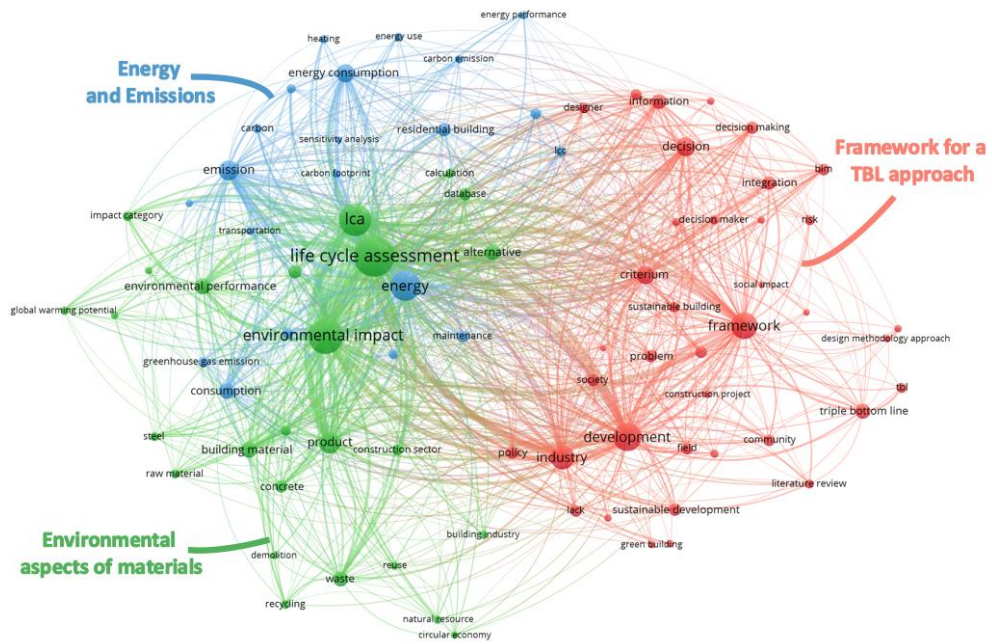 energy performance
heating
energy use
carbon emission
Energy
and Emissions
energy consumption
designer
information
carbon
sensitivity analysis
residential building
decision making
lcc
decision
Framework for a
TBL approach
emission
carbon footprint
calculation
bim
integration
database
impact category
lca
decision maker
risk
transportation
life cycle assessment
alternative
criterium
environmental performance
energy
social impact
sustainable building
global warming potential
environmental impact
maintenance
framework
design methodology approach
greenhouse gas emission
problem
consumption
society
construction project
tbl
triple bottom line
steel
product
development
building material
construction sector
policy
industry
field
community
raw material
concrete
literature review
lack
sustainable development
Environmental
aspects of materials
building industry
green building
demolition
reuse
waste
recycling
natural resource
circular economy